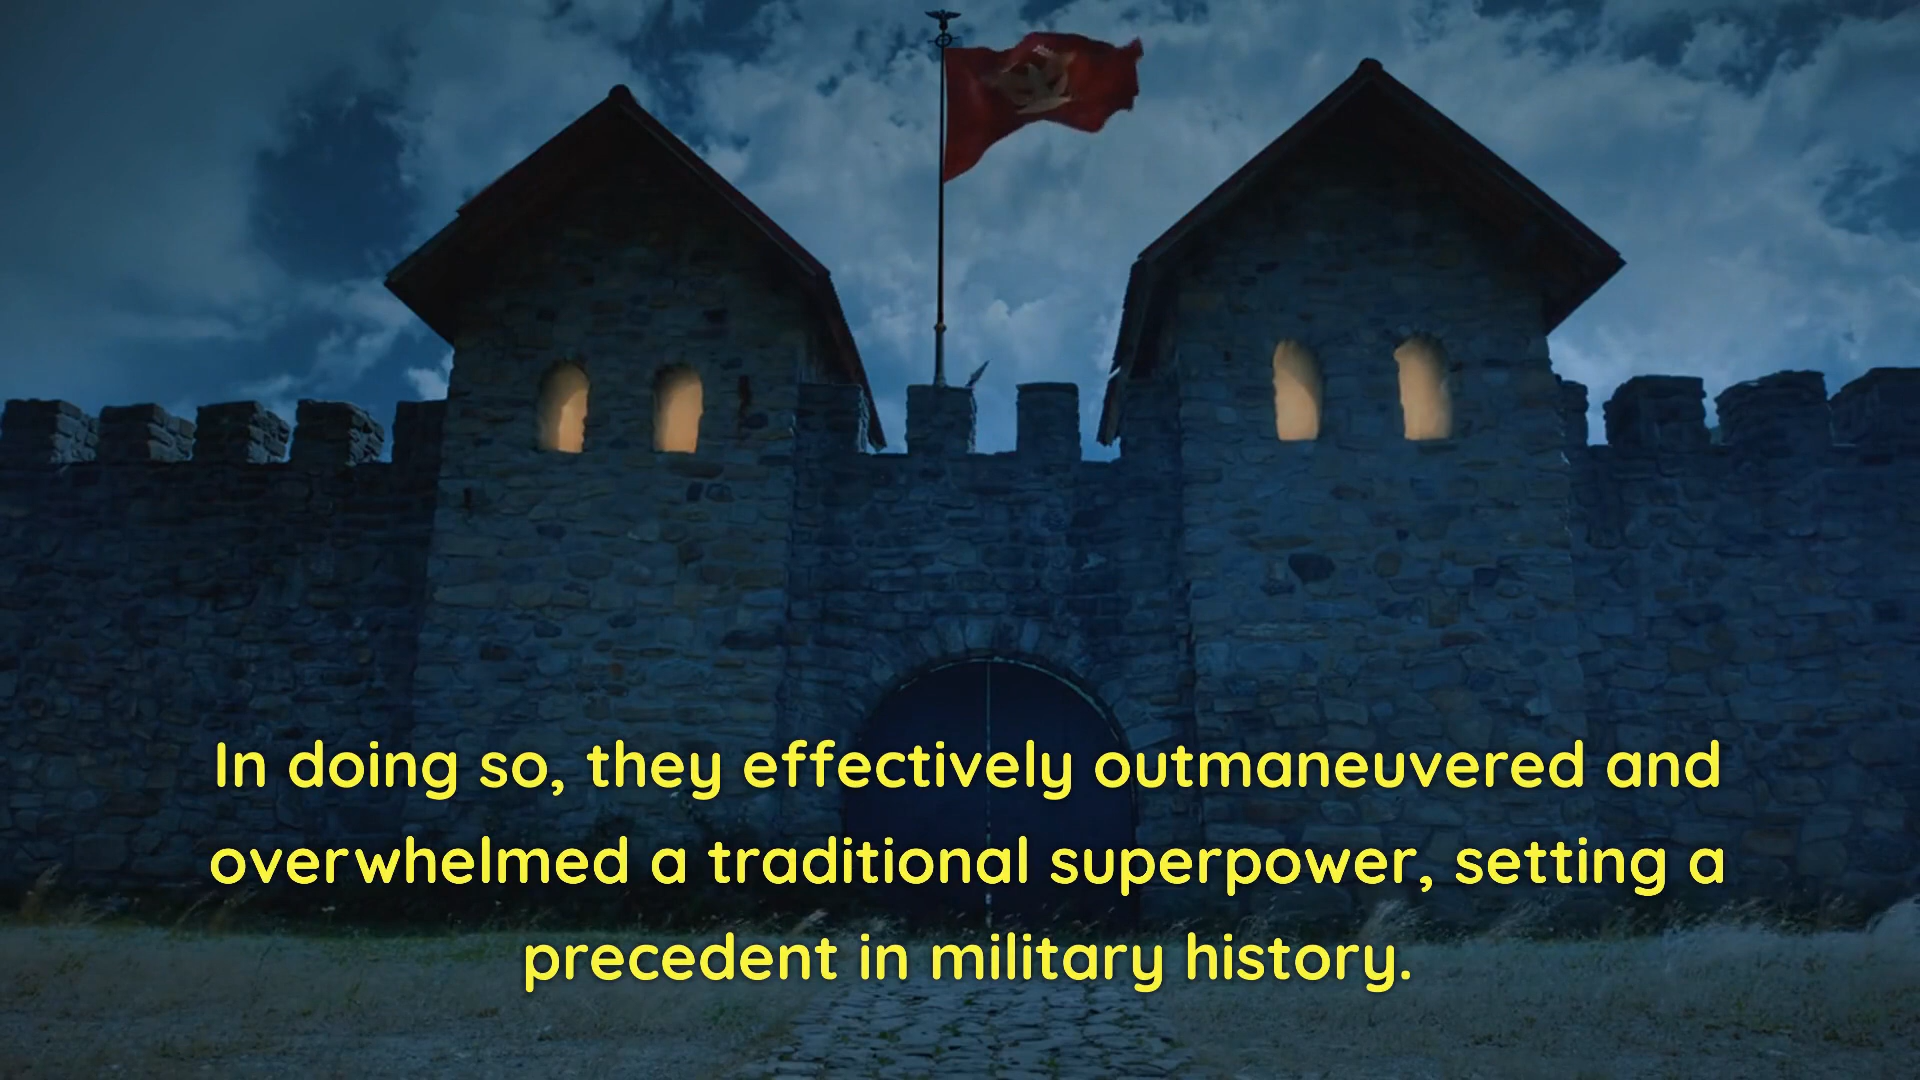 In doing so, they effectively outmaneuvered and
overwhelmed a traditional superpower, setting a
precedent in military history.